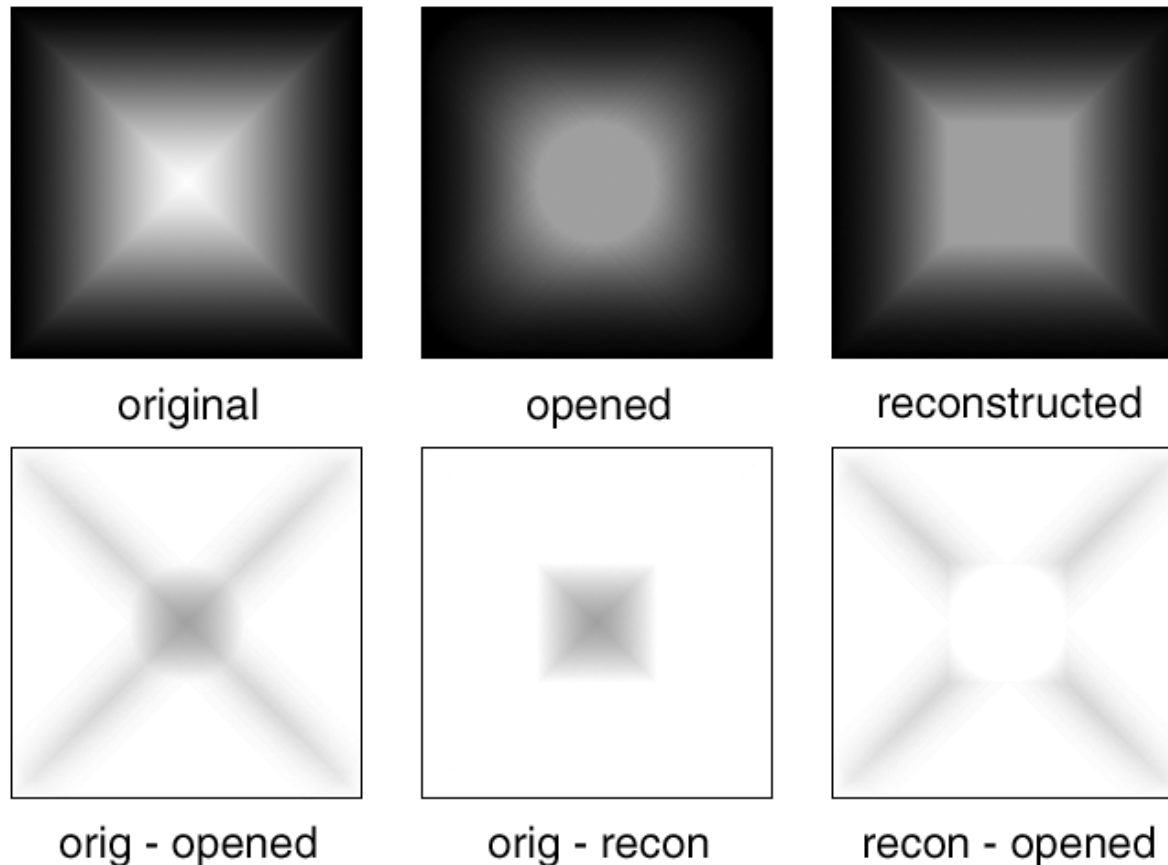 original
opened
reconstructed
orig - opened
orig - recon
recon - opened